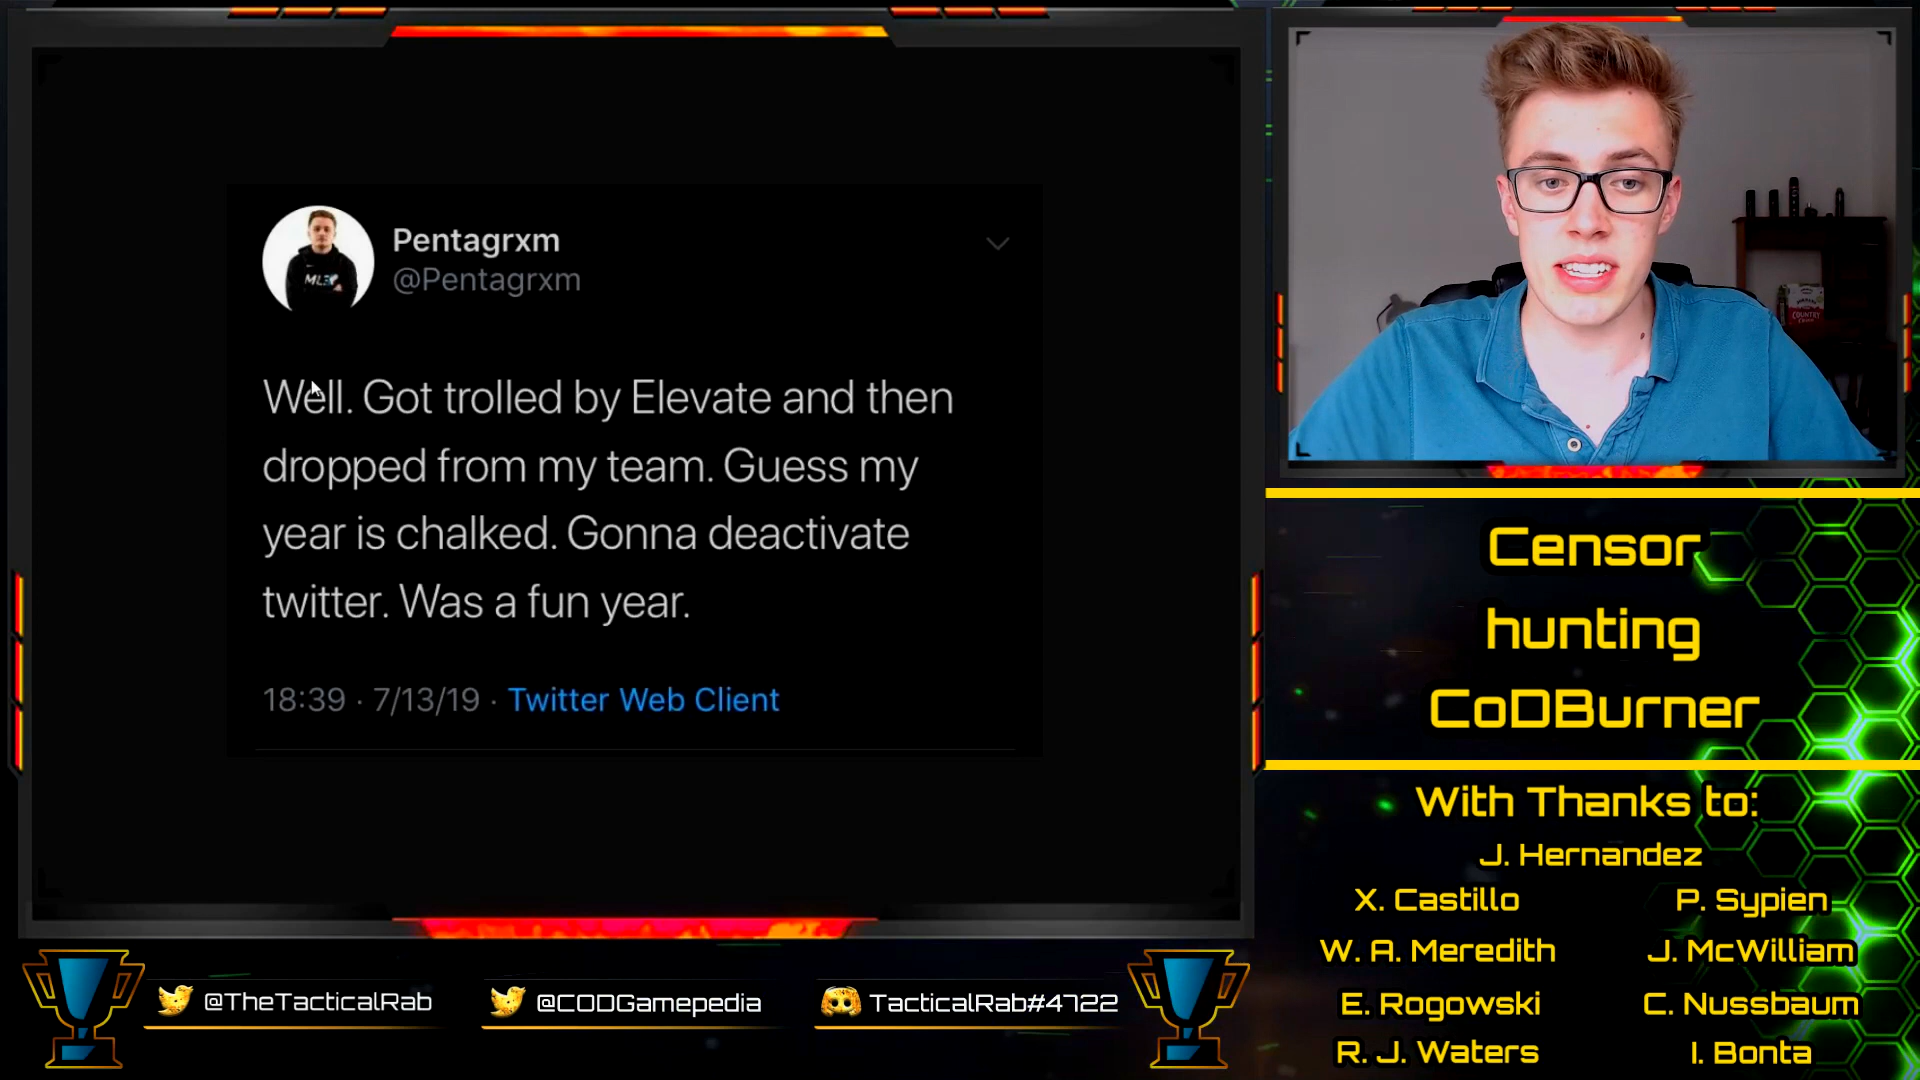 Pentagrxm
@Pentagrxm
Well. Got trolled by Elevate and then
dropped from my team. Guess my
year is chalked. Gonna deactivate
twitter. Was a fun year.
18:39 · 7/13/19 · Twitter Web Client
Censor
hunting
CoDBurner
With Thanks to:
J. Hernandez
X. Castillo
P. Sypien
W. A. Meredith
J. McWilliam
E. Rogowski
C. Nussbaum
R. J. Waters
I. Bonta
@TheTacticalRab
@CODGamepedia
TacticalRab#4722
COUNTRY